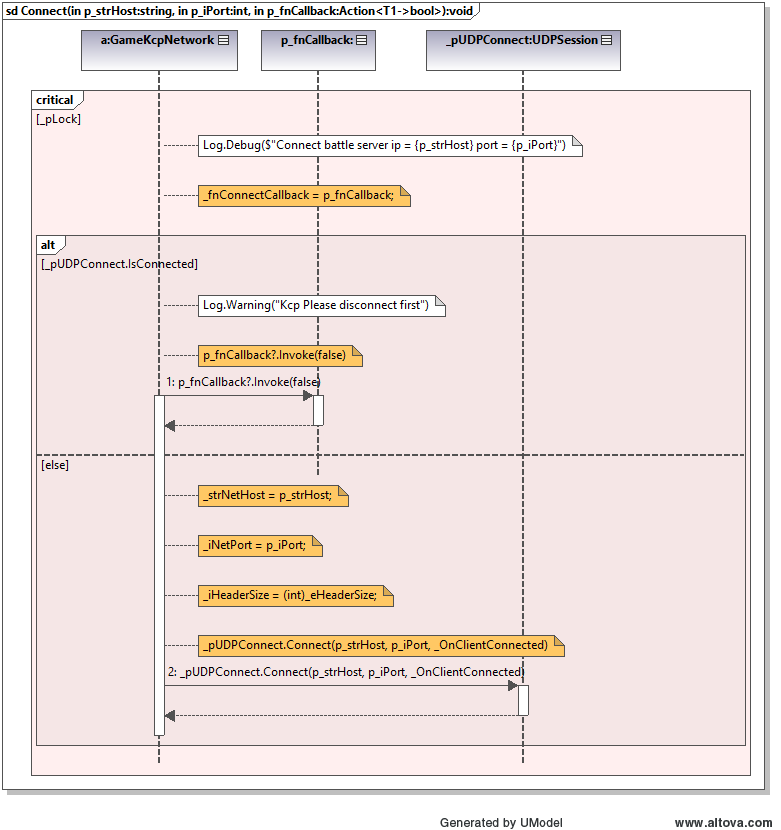 sd Connect(in p_strHost:string, in p_iPort:int, in p_fnCallback:Action<T1->bool>):void
a:GameKcpNetwork
p_fnCallback:
_pUDPConnect:UDPSession
critical
[_pLock]
Log.Debug($"Connect battle server ip = {p_strHost} port = {p_iPort}")
_fnConnectCallback = p_fnCallback;
alt
[_pUDPConnect.IsConnected]
Log.Warning("Kcp Please disconnect first")
p_fnCallback?.Invoke(false)
1: p_fnCallback?.Invoke(false)
[else]
_strNetHost = p_strHost;
_iNetPort = p_iPort;
_iHeaderSize = (int)_eHeaderSize;
_pUDPConnect.Connect(p_strHost, p_iPort, _OnClientConnected)
2: _pUDPConnect.Connect(p_strHost, p_iPort, _OnClientConnected)
Generated by UModel
www.altova.com